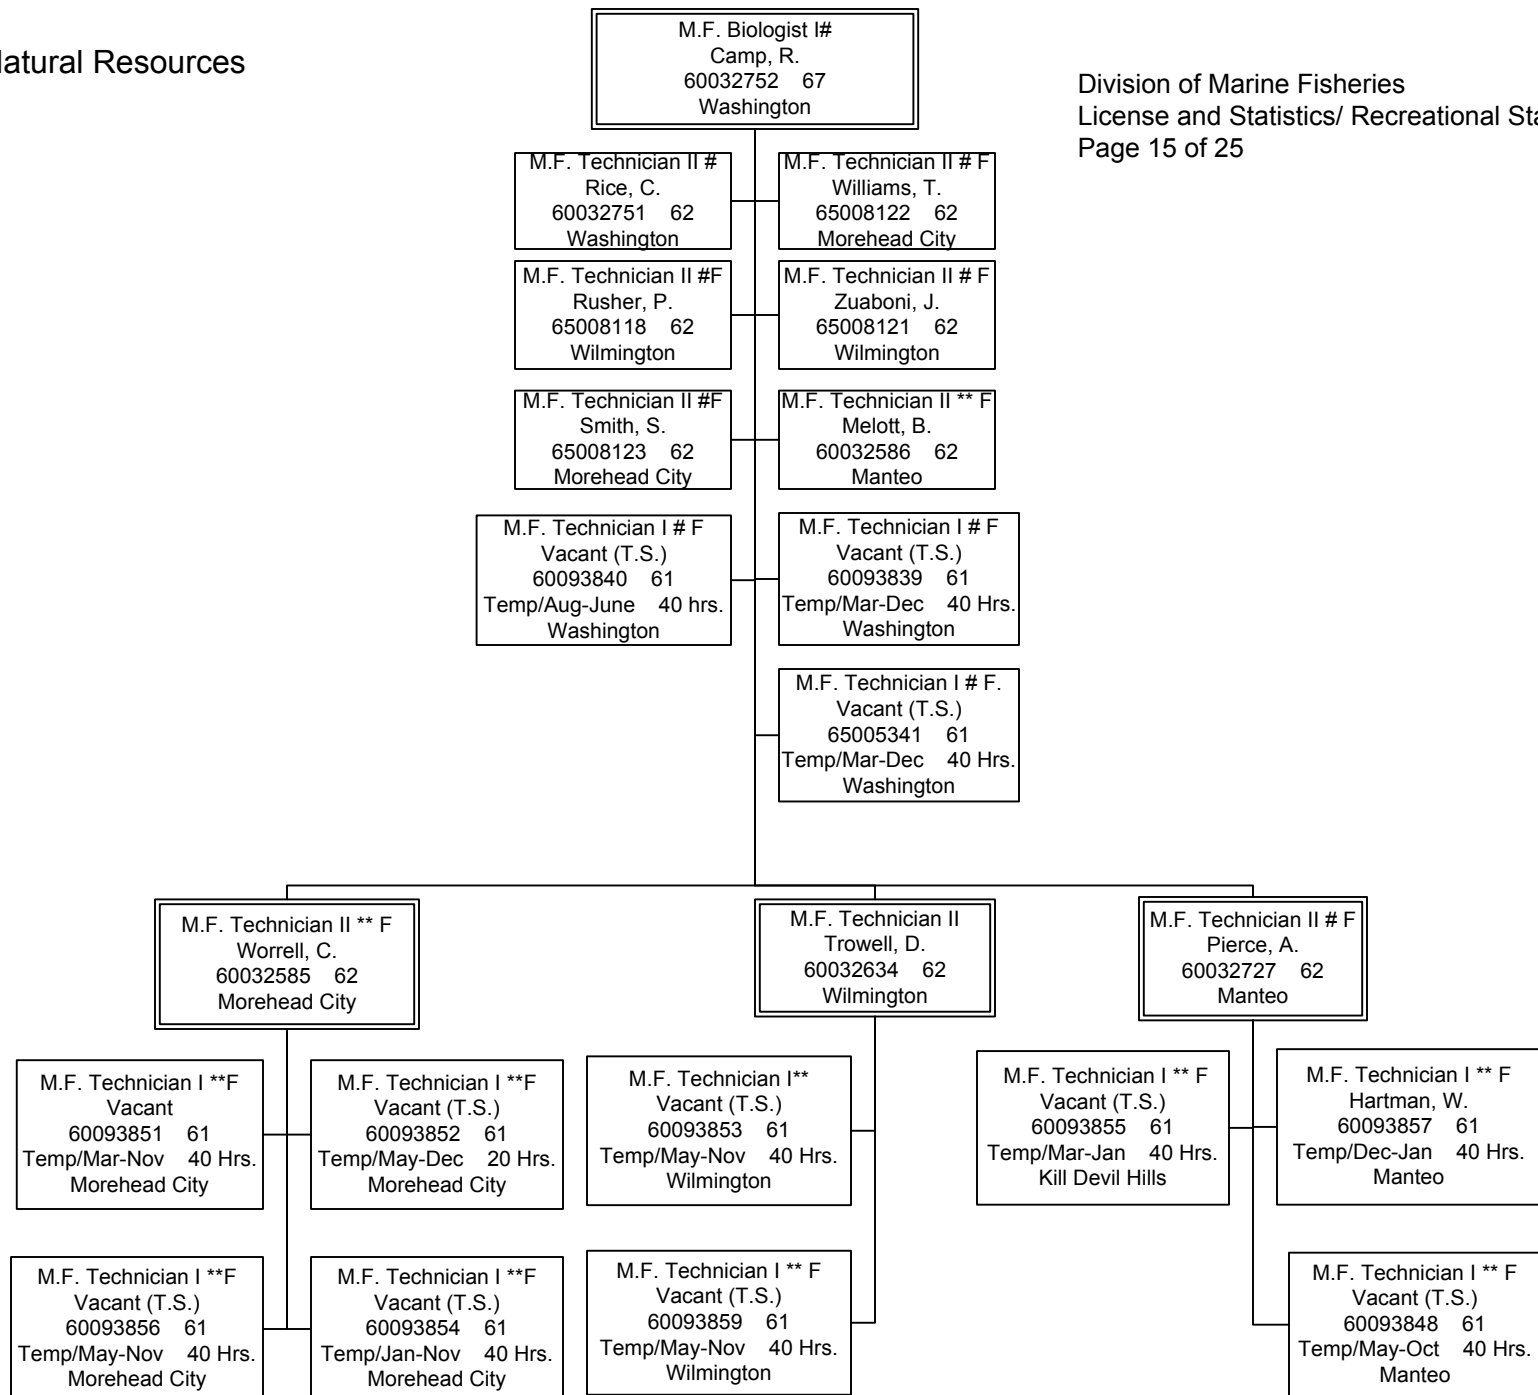 Natural Resources
M.F. Biologist I#
Camp, R.
60032752 67
Washington
Division of Marine Fisheries
License and Statistics/ Recreational Sta
Page 15 of 25
M.F. Technician II #
Rice, C.
60032751 62
Washington
M.F. Technician II # F
Williams, T.
65008122 62
Morehead City
M.F. Technician II #F
Rusher, P.
65008118 62
Wilmington
M.F. Technician II # F
Zuaboni, J.
65008121 62
Wilmington
M.F. Technician II #F
Smith, S.
65008123 62
Morehead City
M.F. Technician II ** F
Melott, B.
60032586 62
Manteo
M.F. Technician I # F
Vacant (T.S.)
60093840 61
Temp/Aug-June 40 hrs.
Washington
M.F. Technician I # F
Vacant (T.S.)
60093839 61
Temp/Mar-Dec 40 Hrs.
Washington
M.F. Technician I # F.
Vacant (T.S.)
65005341 61
Temp/Mar-Dec 40 Hrs.
Washington
M.F. Technician II ** F
Worrell, C.
60032585 62
Morehead City
M.F. Technician II
Trowell, D.
60032634 62
Wilmington
M.F. Technician II # F
Pierce, A.
60032727 62
Manteo
M.F. Technician I **F
Vacant
60093851 61
Temp/Mar-Nov 40 Hrs.
Morehead City
M.F. Technician I **F
Vacant (T.S.)
60093852 61
Temp/May-Dec 20 Hrs.
Morehead City
M.F. Technician I**
Vacant (T.S.)
60093853 61
Temp/May-Nov 40 Hrs.
Wilmington
M.F. Technician I ** F
Vacant (T.S.)
60093855 61
Temp/Mar-Jan 40 Hrs.
Kill Devil Hills
M.F. Technician I ** F
Hartman, W.
60093857 61
Temp/Dec-Jan 40 Hrs.
Manteo
M.F. Technician I **F
Vacant (T.S.)
60093856 61
Temp/May-Nov 40 Hrs.
Morehead City
M.F. Technician I **F
Vacant (T.S.)
60093854 61
Temp/Jan-Nov 40 Hrs.
Morehead City
M.F. Technician I ** F
Vacant (T.S.)
60093859 61
Temp/May-Nov 40 Hrs.
Wilmington
M.F. Technician I ** F
Vacant (T.S.)
60093848 61
Temp/May-Oct 40 Hrs.
Manteo